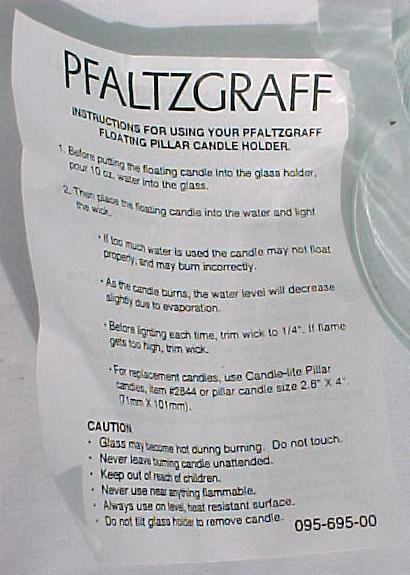 PFALTZGRAFF
INSTRUCTIONS FOR USING YOUR PFALTZGRAFF
FLOATING PILLAR CANDLE HOLDER.
1. Before putting the floating candle into the glass holder,
pour 10 oz. water into the glass.
2. Then place the floating candle into the water and light
the wick.
• If too much water is used the candle may not float
properly, and may burn incorrectly.
• As the candle burns, the water level will decrease
slightly due to evaporation.
• Before lighting each time, trim wick to 1/4". If flame
gets too high, trim wick.
• For replacement candles, use Candle-lite Pillar
candles, item #2844 or pillar candle size 2.8" X 4".
(71mm X 101mm).
CAUTION
• Glass may become hot during burning. Do not touch.
• Never leave burning candle unattended.
• Keep out of reach of children.
• Never use near anything flammable.
• Always use on level, heat resistant surface.
• Do not tilt glass holder to remove candle.
095-695-00